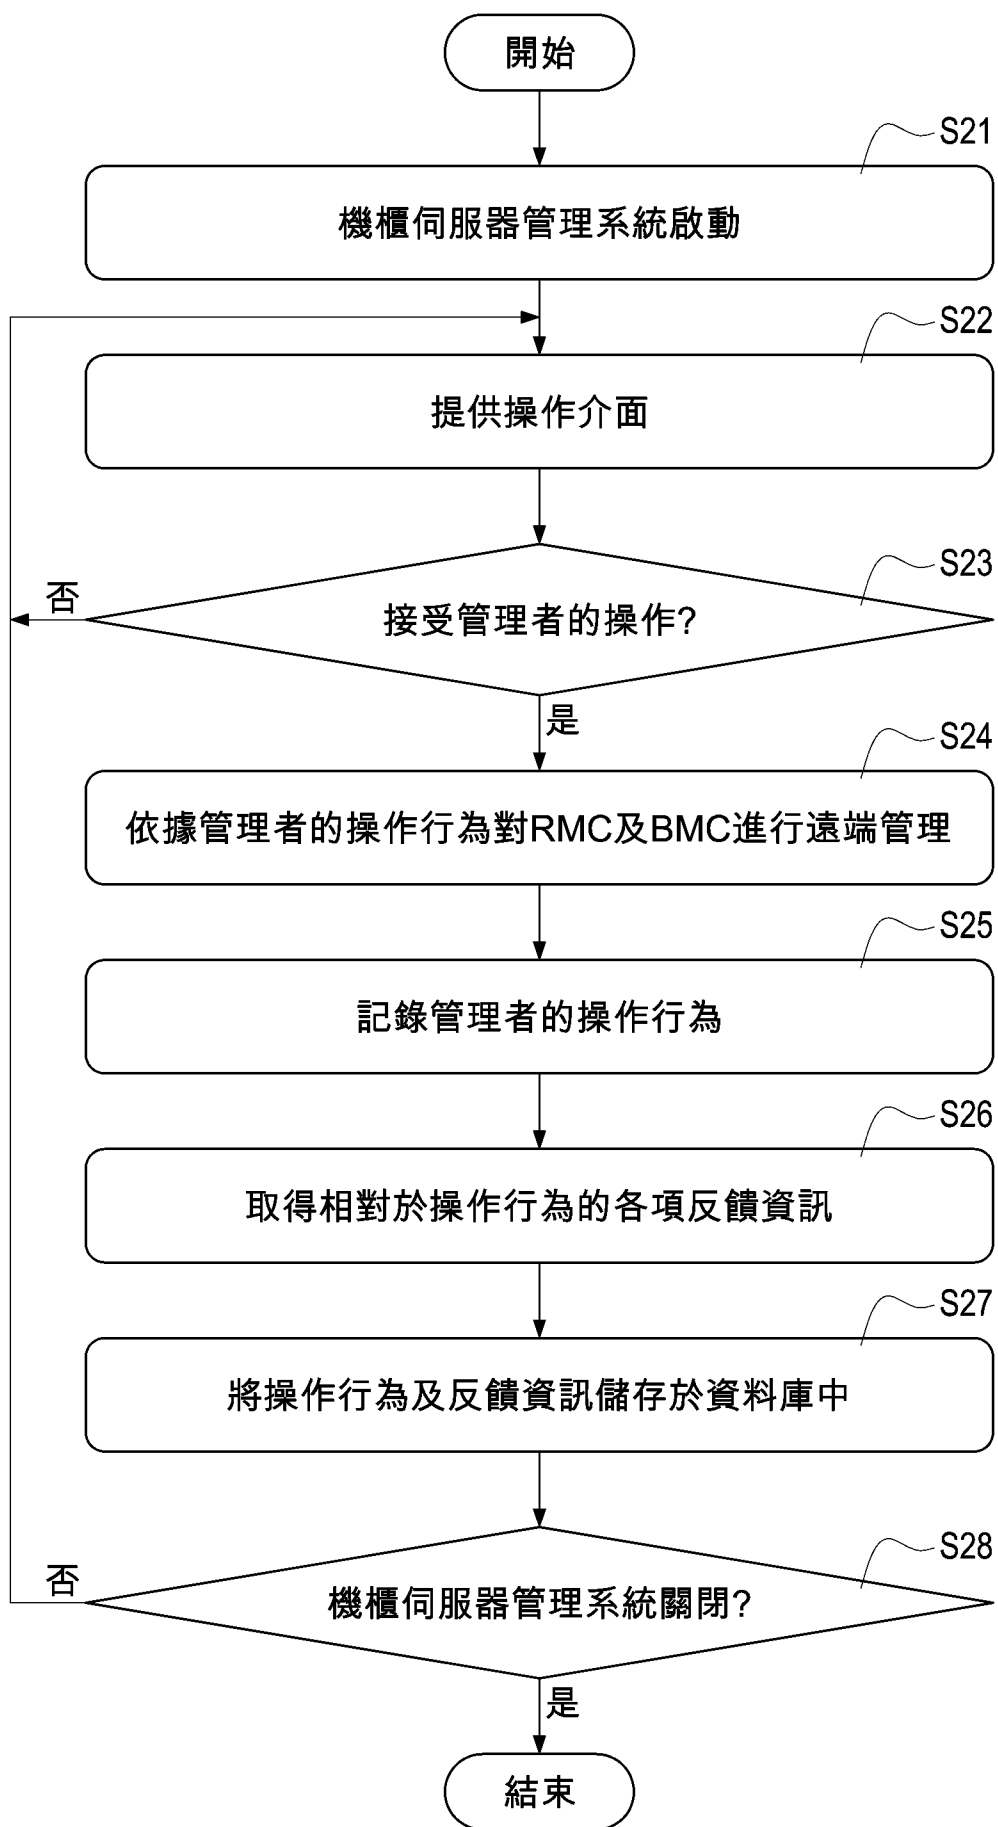 開始
S21
機櫃伺服器管理系統啟動
S22
提供操作介面
S23
否
接受管理者的操作?
是
S24
依據管理者的操作行為對RMC及BMC進行遠端管理
S25
記錄管理者的操作行為
S26
取得相對於操作行為的各項反饋資訊
S27
將操作行為及反饋資訊儲存於資料庫中
S28
否
機櫃伺服器管理系統關閉?
是
結束